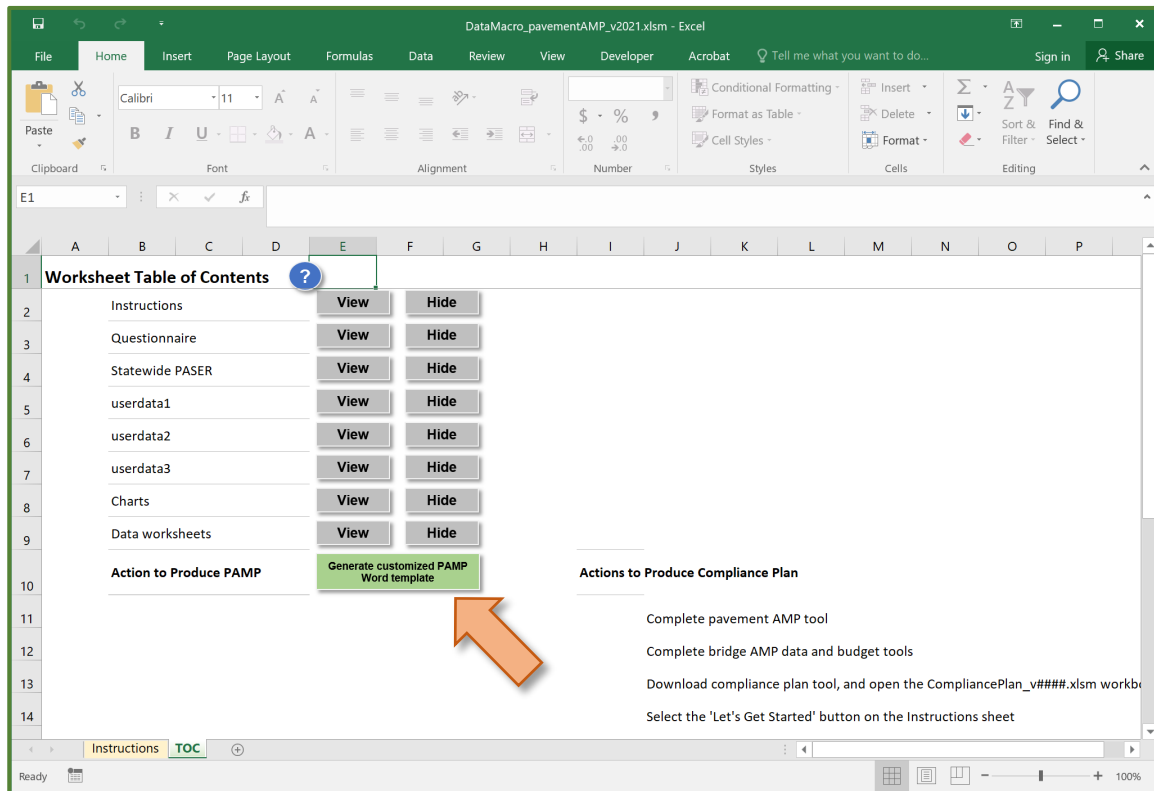 DataMacro_pavementAMP_v2021.xlsm - Excel
File Home Insert Page Layout Formulas Data Review View Developer Acrobat Tell me what you want to do... Sign in Share
Paste
Calibri 11 A A
B I U A
$ % ,
Conditional Formatting
Format as Table
Cell Styles
Insert
Delete
Format
Sort & Filter
Find & Select
Clipboard Font Alignment Number Styles Cells Editing
E1 fx
A B C D E F G H I J K L M N O P
1 Worksheet Table of Contents ?
2 Instructions View Hide
3 Questionnaire View Hide
4 Statewide PASER View Hide
5 userdata1 View Hide
6 userdata2 View Hide
7 userdata3 View Hide
8 Charts View Hide
9 Data worksheets View Hide
10 Action to Produce PAMP Generate customized PAMP Word template Actions to Produce Compliance Plan
11 Complete pavement AMP tool
12 Complete bridge AMP data and budget tools
13 Download compliance plan tool, and open the CompliancePlan_v####.xlsm workbo
14 Select the 'Let's Get Started' button on the Instructions sheet
Instructions TOC
Ready 100%